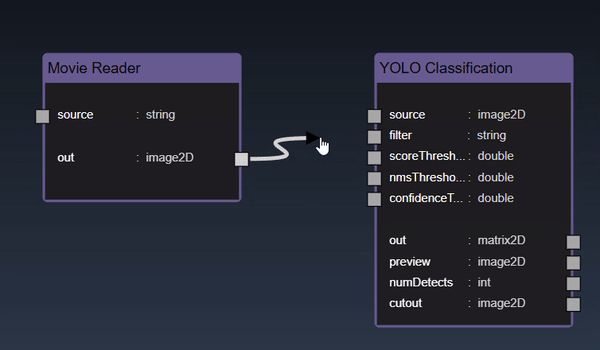 Movie Reader
source : string
out : image2D
YOLO Classification
source : image2D
filter : string
scoreThresh... : double
nmsThresho... : double
confidenceT... : double
out : matrix2D
preview : image2D
numDetects : int
cutout : image2D